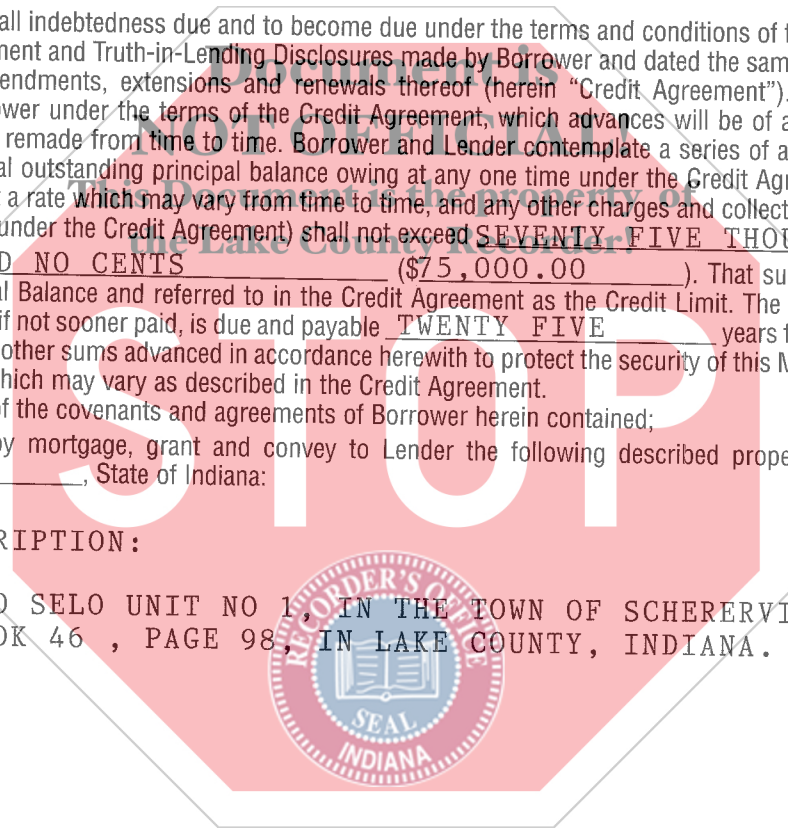 all indebtedness due and to become due under the terms and conditions of
ment and Truth-in-Lending Disclosures made by Borrower and dated the sam
endments, extensions and renewals thereof (herein “Credit Agreement”).
ower under the terms of the Credit Agreement, which advances will be of a
remade from time to time. Borrower and Lender contemplate a series of a
al outstanding principal balance owing at any one time under the Credit Agr
t a rate which may vary from time to time, and any other charges and collect
under the Credit Agreement) shall not exceed SEVENTY FIVE THOU
D NO CENTS ($75,000.00 ). That su
al Balance and referred to in the Credit Agreement as the Credit Limit. The
if not sooner paid, is due and payable TWENTY FIVE years
other sums advanced in accordance herewith to protect the security of this M
hich may vary as described in the Credit Agreement.
of the covenants and agreements of Borrower herein contained;
by mortgage, grant and convey to Lender the following described prope
, State of Indiana:
RIPTION:
O SELO UNIT NO 1, IN THE TOWN OF SCHERERVI
OK 46 , PAGE 98, IN LAKE COUNTY, INDIANA.
Document is
NOT OFFICIAL!
This Document is the property of
the Lake County Recorder!
STOP
RECORDER'S OFFICE
SEAL
INDIANA